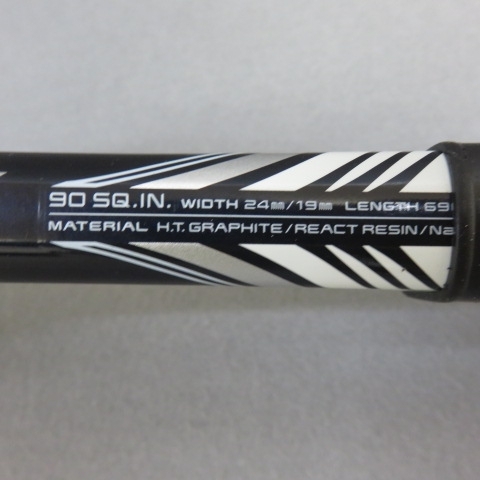 90 SQ.IN. WIDTH 24mm/19mm LENGTH
MATERIAL H.T. GRAPHITE/REACT RESIN/